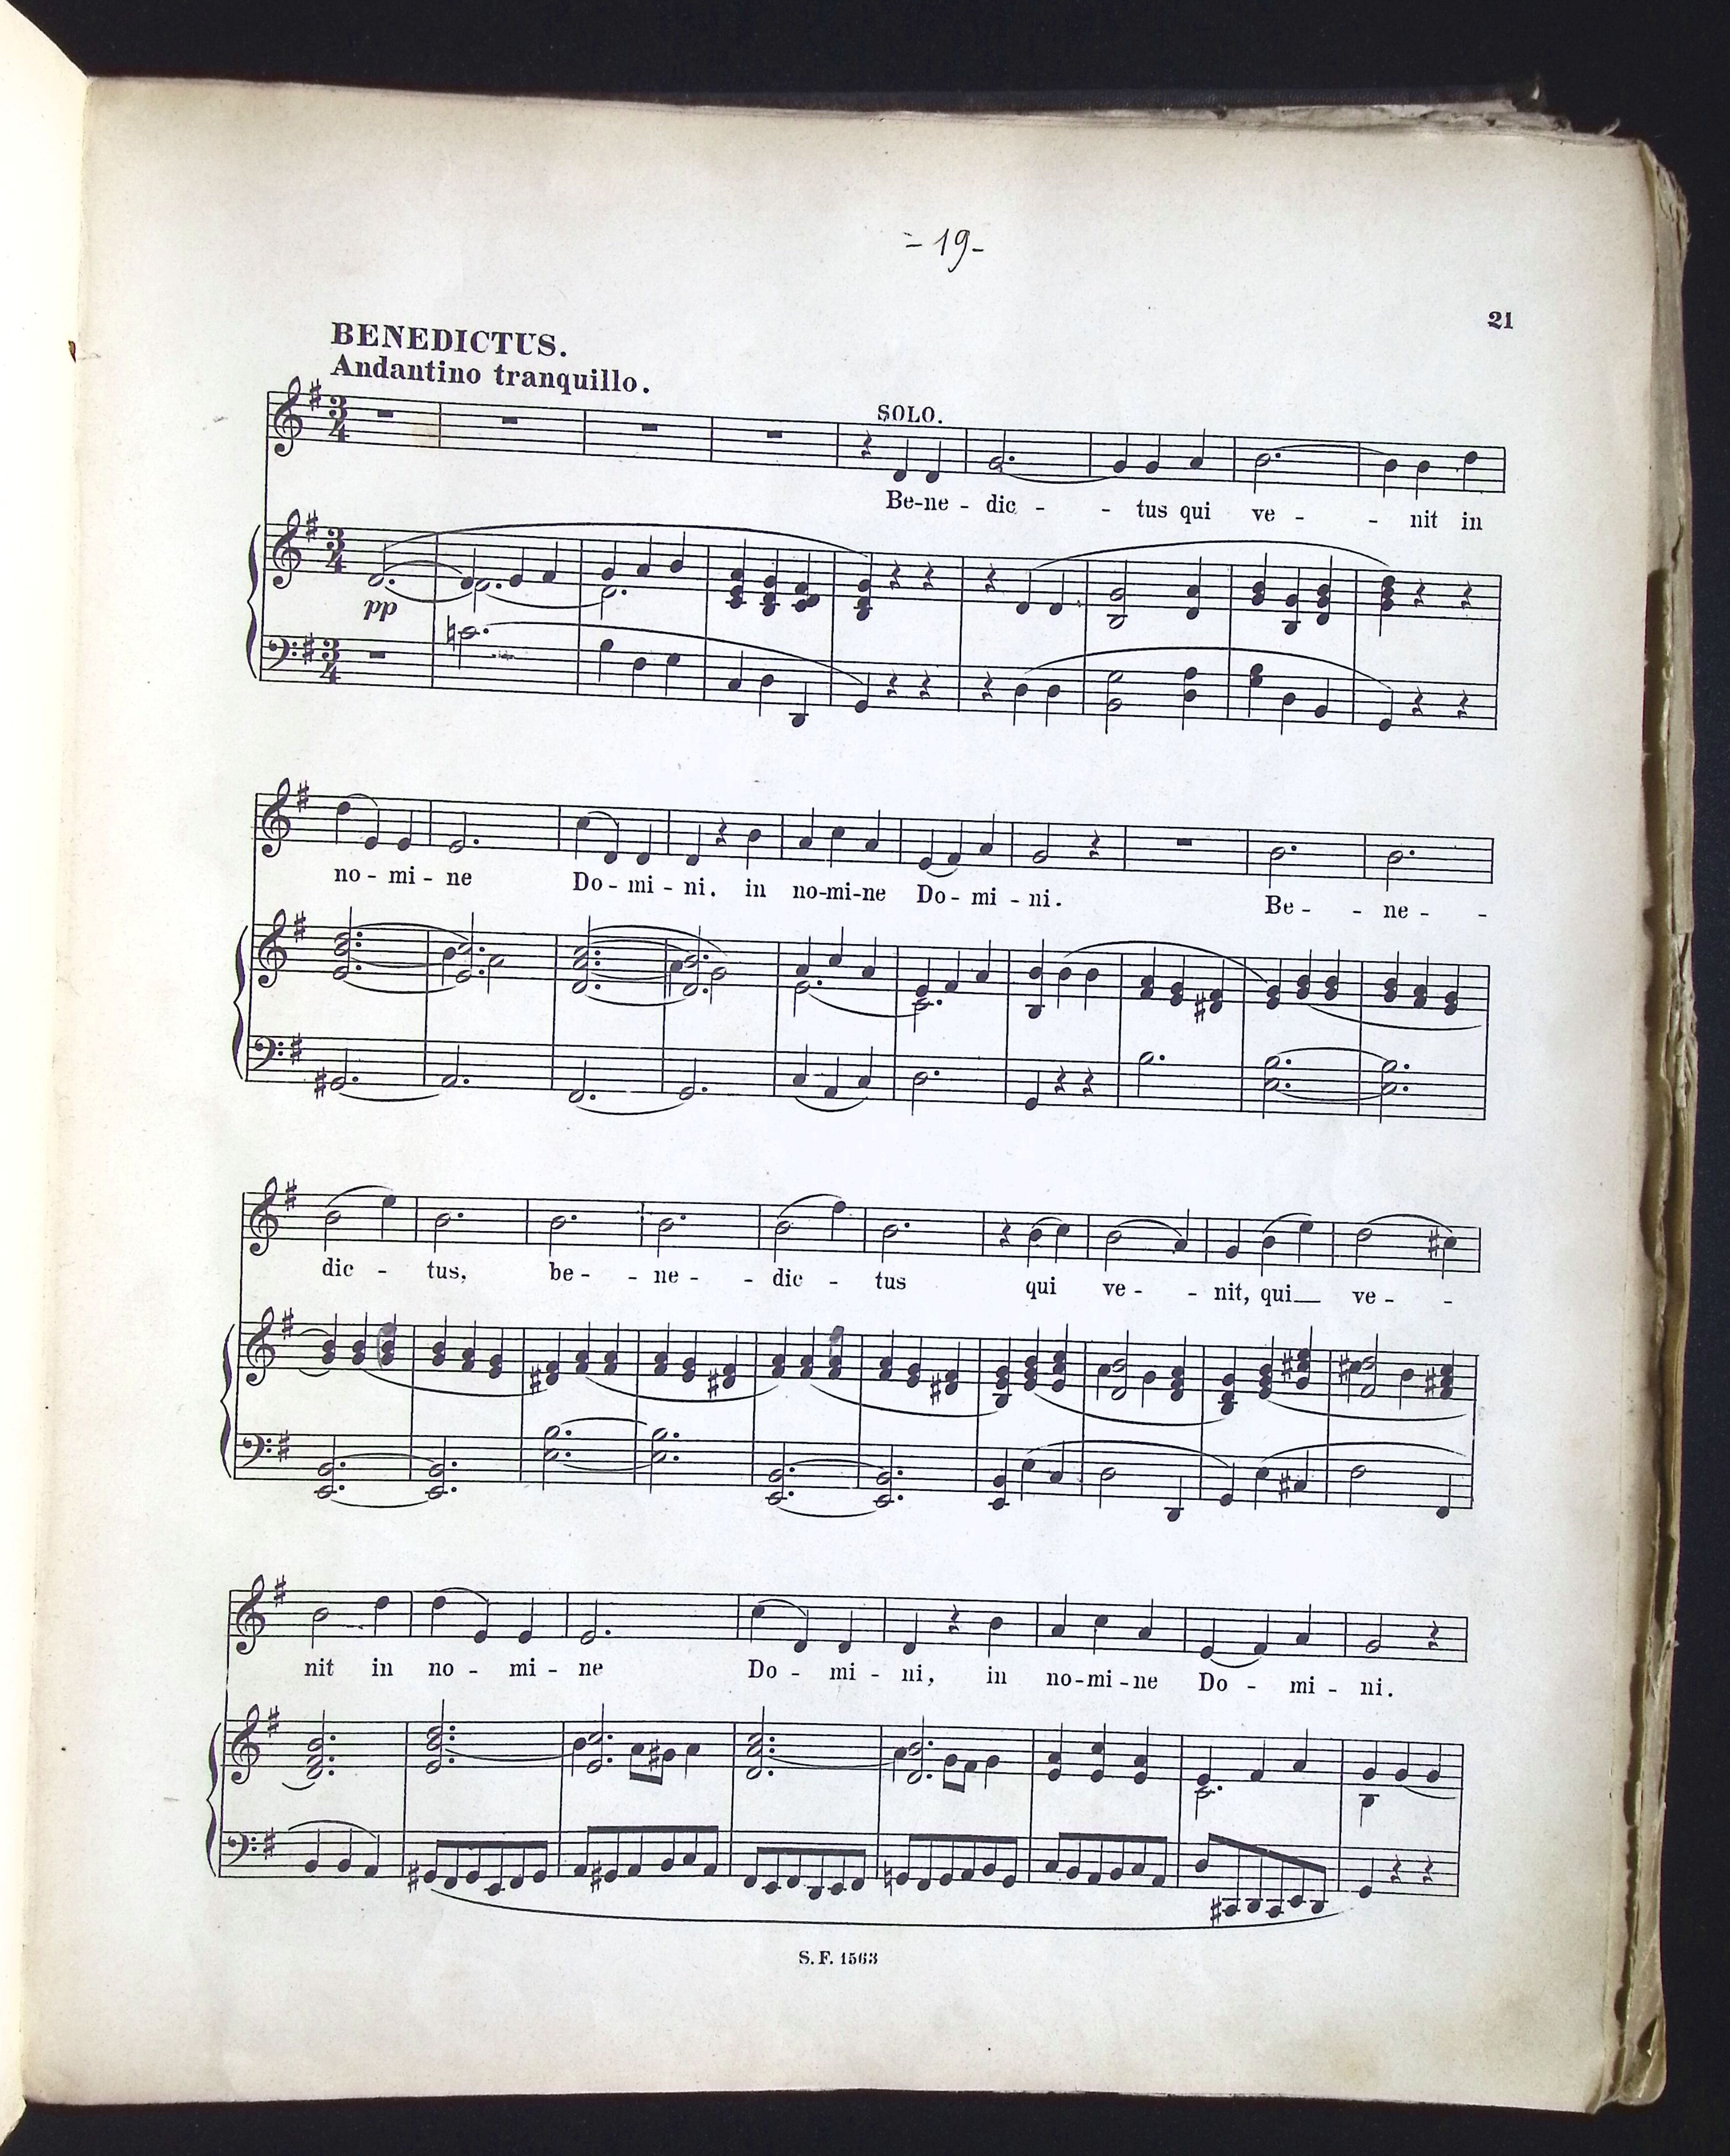 - 19 -
21
BENEDICTUS.
Andantino tranquillo.
SOLO.
Be-ne - dic - - tus qui ve - - nit in
pp
no - mi - ne Do - mi - ni. in no-mi-ne Do - mi - ni. Be - - ne - -
dic - tus, be - - ne - - dic - tus qui ve - - nit, qui ve - -
nit in no - mi - ne Do - mi - ni, in no-mi-ne Do - mi - ni.
S. F. 1563